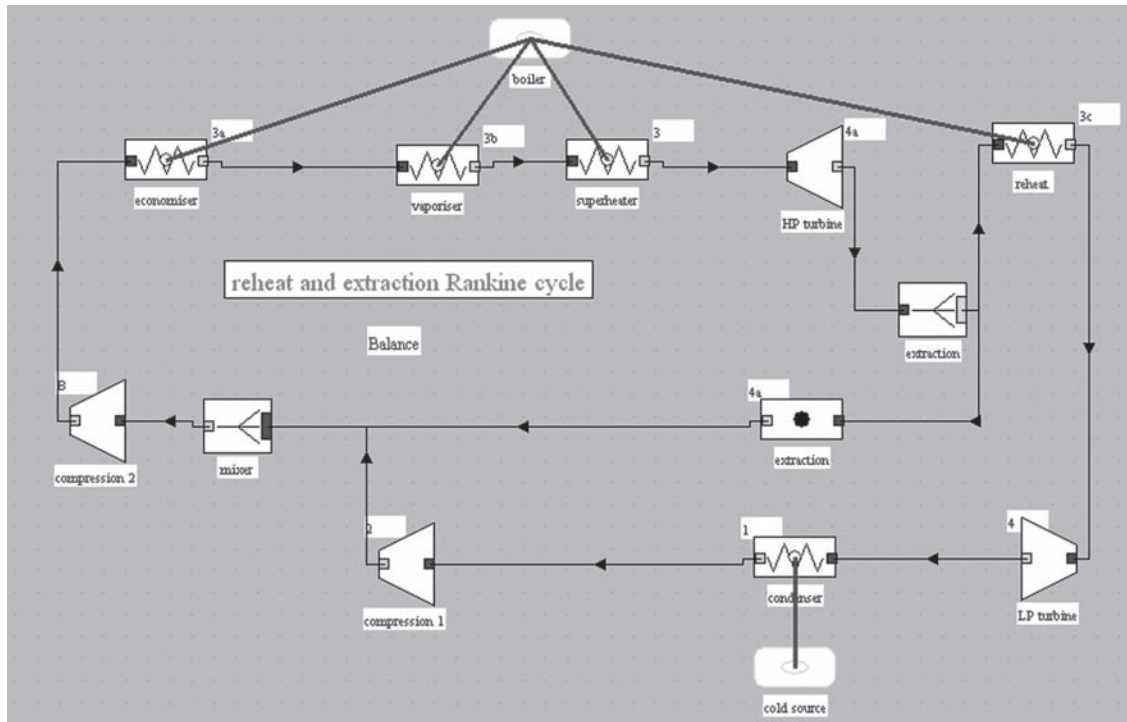 boiler
3a
3b
3
4a
3c
economiser
vaporiser
superheater
HP turbine
reheat
reheat and extraction Rankine cycle
Balance
extraction
B
4a
compression 2
mixer
extraction
2
1
4
compression 1
condenser
LP turbine
cold source